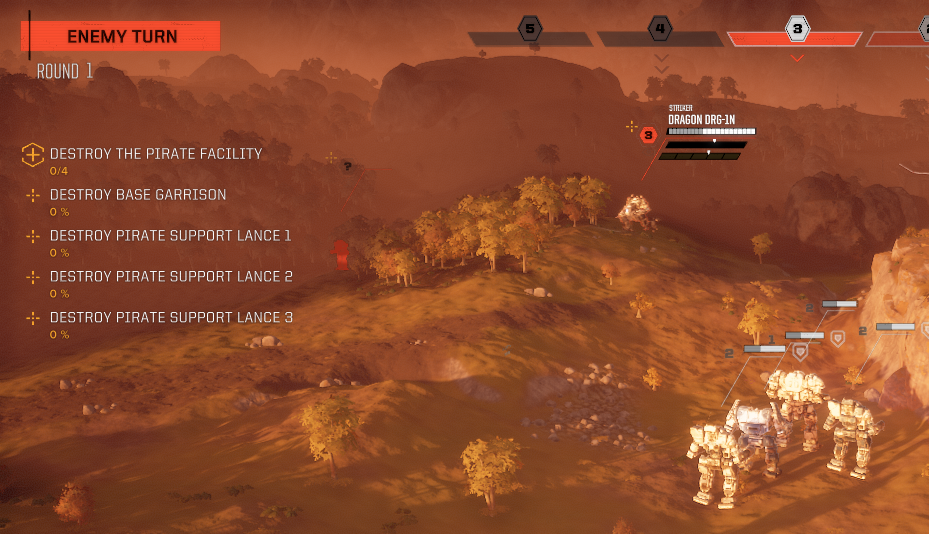 ENEMY TURN
ROUND 1
5
4
3
STRIKER
DRAGON DRG-1N
3
?
DESTROY THE PIRATE FACILITY
0/4
DESTROY BASE GARRISON
0 %
DESTROY PIRATE SUPPORT LANCE 1
0 %
DESTROY PIRATE SUPPORT LANCE 2
0 %
DESTROY PIRATE SUPPORT LANCE 3
0 %
2
2
1
2